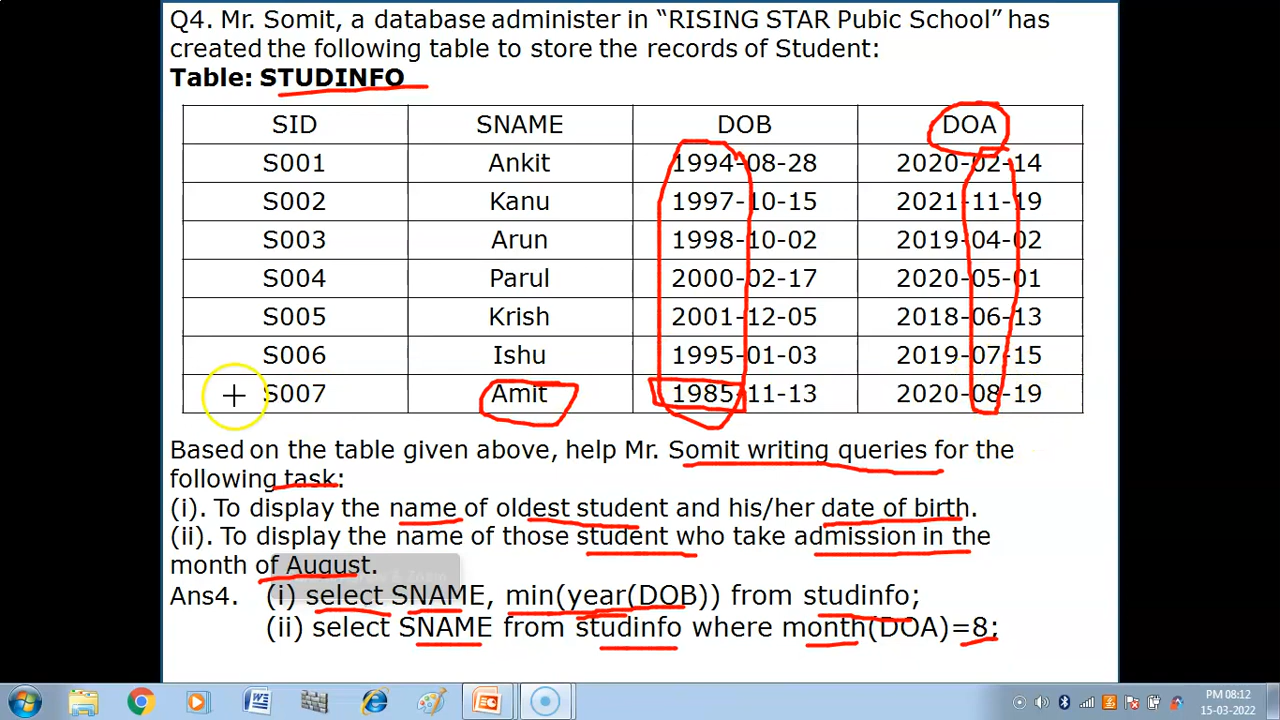 Q4. Mr. Somit, a database administer in “RISING STAR Pubic School” has
created the following table to store the records of Student:
Table: STUDINFO
SID SNAME DOB DOA
S001 Ankit 1994-08-28 2020-02-14
S002 Kanu 1997-10-15 2021-11-19
S003 Arun 1998-10-02 2019-04-02
S004 Parul 2000-02-17 2020-05-01
S005 Krish 2001-12-05 2018-06-13
S006 Ishu 1995-01-03 2019-07-15
S007 Amit 1985-11-13 2020-08-19
Based on the table given above, help Mr. Somit writing queries for the
following task:
(i). To display the name of oldest student and his/her date of birth.
(ii). To display the name of those student who take admission in the
month of August.
Ans4. (i) select SNAME, min(year(DOB)) from studinfo;
(ii) select SNAME from studinfo where month(DOA)=8;
PM 08:12
15-03-2022